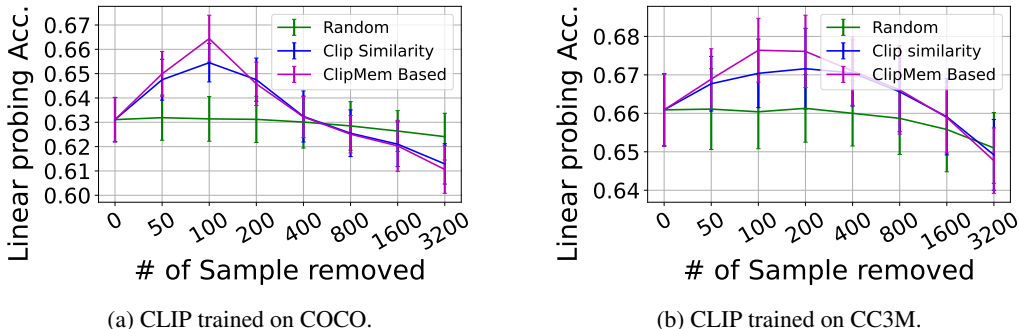 Linear probing Acc.
0.67
0.66
0.65
0.64
0.63
0.62
0.61
0.60
Random
Clip Similarity
ClipMem Based
0 50 100 200 400 800 1600 3200
# of Sample removed
(a) CLIP trained on COCO.
Linear probing Acc.
0.68
0.67
0.66
0.65
0.64
Random
Clip similarity
ClipMem Based
0 50 100 200 400 800 1600 3200
# of Sample removed
(b) CLIP trained on CC3M.